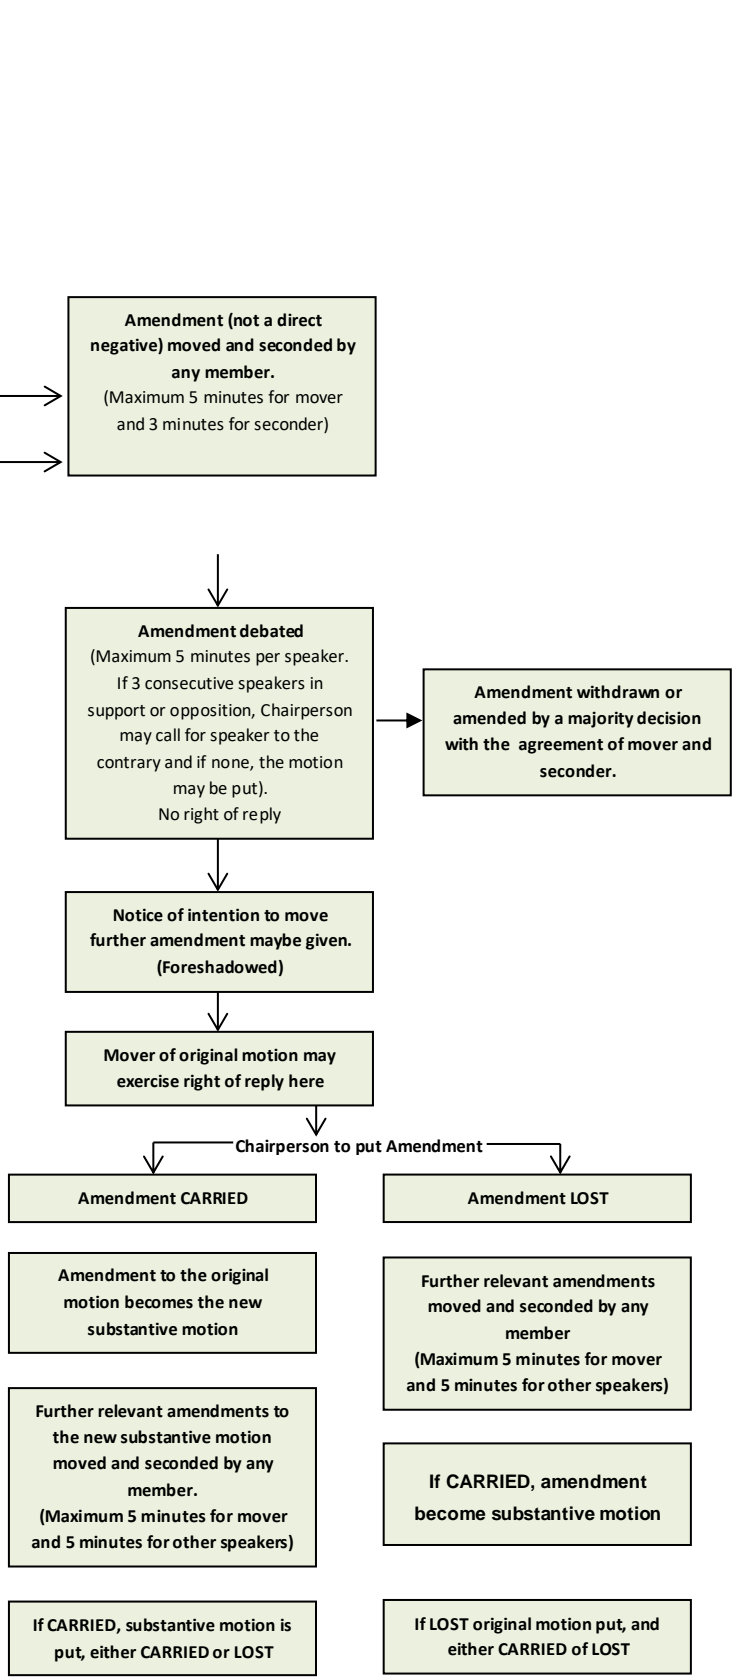 Amendment (not a direct
negative) moved and seconded by
any member.
(Maximum 5 minutes for mover
and 3 minutes for seconder)
Amendment debated
(Maximum 5 minutes per speaker.
If 3 consecutive speakers in
support or opposition, Chairperson
may call for speaker to the
contrary and if none, the motion
may be put).
No right of reply
Amendment withdrawn or
amended by a majority decision
with the agreement of mover and
seconder.
Notice of intention to move
further amendment maybe given.
(Foreshadowed)
Mover of original motion may
exercise right of reply here
Chairperson to put Amendment
Amendment CARRIED
Amendment to the original
motion becomes the new
substantive motion
Further relevant amendments to
the new substantive motion
moved and seconded by any
member.
(Maximum 5 minutes for mover
and 5 minutes for other speakers)
If CARRIED, substantive motion is
put, either CARRIED or LOST
Amendment LOST
Further relevant amendments
moved and seconded by any
member
(Maximum 5 minutes for mover
and 5 minutes for other speakers)
If CARRIED, amendment
become substantive motion
If LOST original motion put, and
either CARRIED of LOST